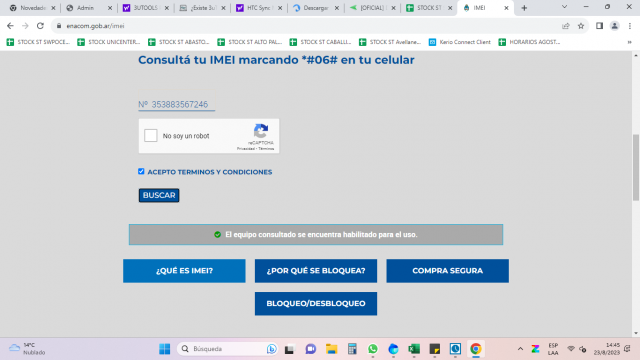 Novedades
Admin
3UTOOLS
¿Existe 3u
HTC Sync
Descargar
[OFICIAL]
STOCK ST
IMEI
enacom.gob.ar/imei
STOCK ST SWPOCE...
STOCK ST UNICENTER...
STOCK ST ABASTO...
STOCK ST ALTO PAL...
STOCK ST CABALLI...
STOCK ST Avellane...
Kerio Connect Client
HORARIOS AGOST...
Consultá tu IMEI marcando *#06# en tu celular
Nº 353883567246
No soy un robot
reCAPTCHA
Privacidad - Términos
ACEPTO TERMINOS Y CONDICIONES
BUSCAR
El equipo consultado se encuentra habilitado para el uso.
¿QUÉ ES IMEI?
¿POR QUÉ SE BLOQUEA?
COMPRA SEGURA
BLOQUEO/DESBLOQUEO
14°C
Nublado
Búsqueda
ESP
LAA
14:45
23/8/2023